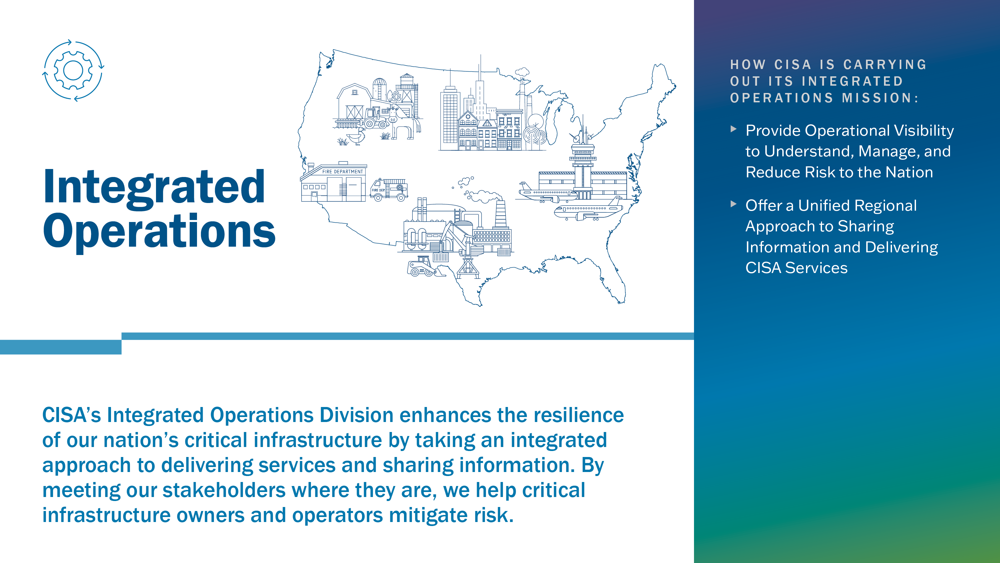 Integrated
Operations
FIRE DEPARTMENT
FIRE DEP.
CISA’s Integrated Operations Division enhances the resilience
of our nation’s critical infrastructure by taking an integrated
approach to delivering services and sharing information. By
meeting our stakeholders where they are, we help critical
infrastructure owners and operators mitigate risk.
HOW CISA IS CARRYING
OUT ITS INTEGRATED
OPERATIONS MISSION:
Provide Operational Visibility
to Understand, Manage, and
Reduce Risk to the Nation
Offer a Unified Regional
Approach to Sharing
Information and Delivering
CISA Services